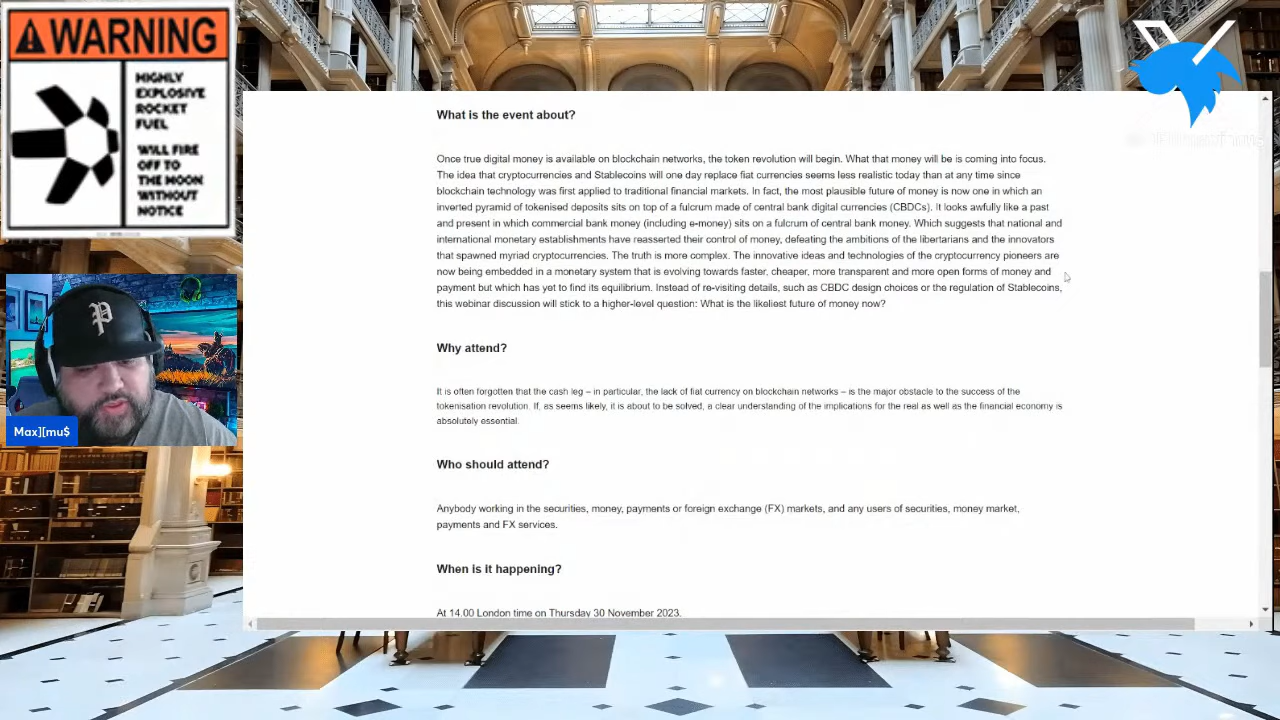 WARNING
HIGHLY
EXPLOSIVE
ROCKET
FUEL
WILL FIRE
OFF TO
THE MOON
WITHOUT
NOTICE
What is the event about?
Once true digital money is available on blockchain networks, the token revolution will begin. What that money will be is coming into focus.
The idea that cryptocurrencies and Stablecoins will one day replace fiat currencies seems less realistic today than at any time since
blockchain technology was first applied to traditional financial markets. In fact, the most plausible future of money is now one in which an
inverted pyramid of tokenised deposits sits on top of a fulcrum made of central bank digital currencies (CBDCs). It looks awfully like a past
and present in which commercial bank money (including e-money) sits on a fulcrum of central bank money. Which suggests that national and
international monetary establishments have reasserted their control of money, defeating the ambitions of the libertarians and the innovators
that spawned myriad cryptocurrencies. The truth is more complex. The innovative ideas and technologies of the cryptocurrency pioneers are
now being embedded in a monetary system that is evolving towards faster, cheaper, more transparent and more open forms of money and
payment but which has yet to find its equilibrium. Instead of re-visiting details, such as CBDC design choices or the regulation of Stablecoins,
this webinar discussion will stick to a higher-level question: What is the likeliest future of money now?
Why attend?
It is often forgotten that the cash leg – in particular, the lack of fiat currency on blockchain networks – is the major obstacle to the success of the
tokenisation revolution. If, as seems likely, it is about to be solved, a clear understanding of the implications for the real as well as the financial economy is
absolutely essential.
Who should attend?
Anybody working in the securities, money, payments or foreign exchange (FX) markets, and any users of securities, money market,
payments and FX services.
When is it happening?
At 14.00 London time on Thursday 30 November 2023.
P
Max][mu$